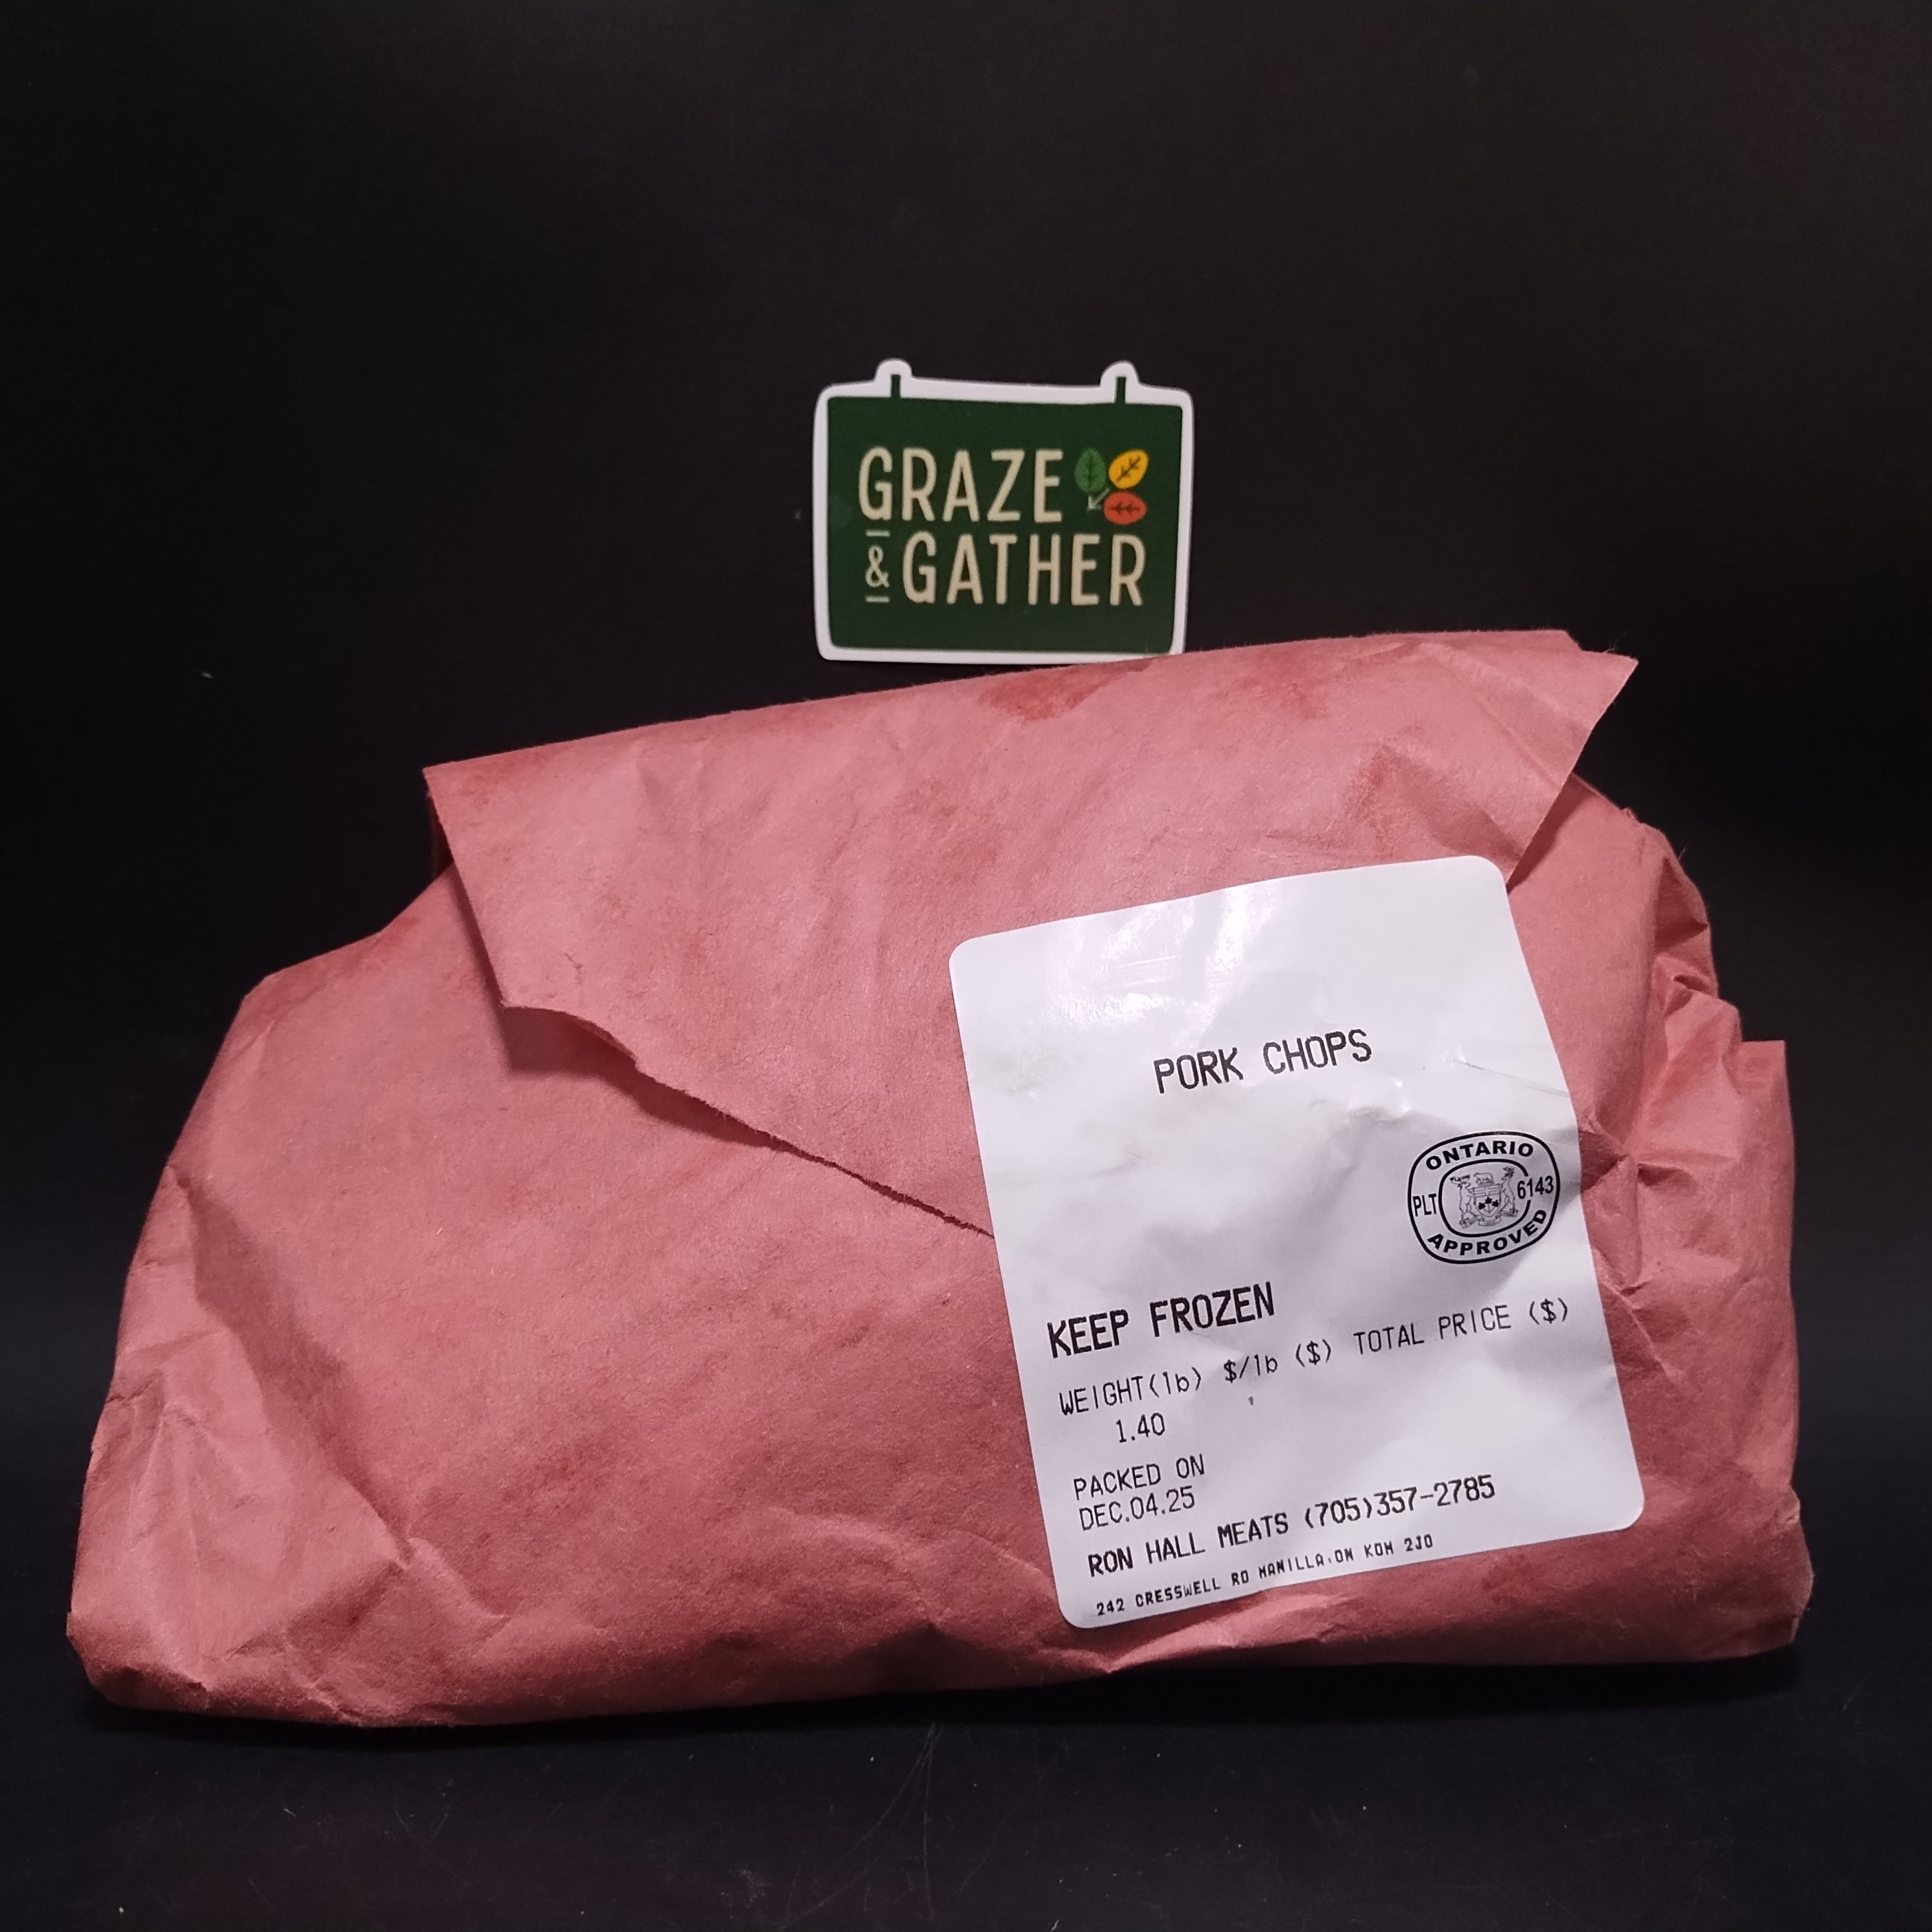 GRAZE
& GATHER
PORK CHOPS
ONTARIO
PLT 6143
APPROVED
KEEP FROZEN
WEIGHT(lb) $/lb ($) TOTAL PRICE ($)
1.40
PACKED ON
DEC.04.25
RON HALL MEATS (705)357-2785
242 CRESSWELL RD MANILLA,ON K0M 2J0